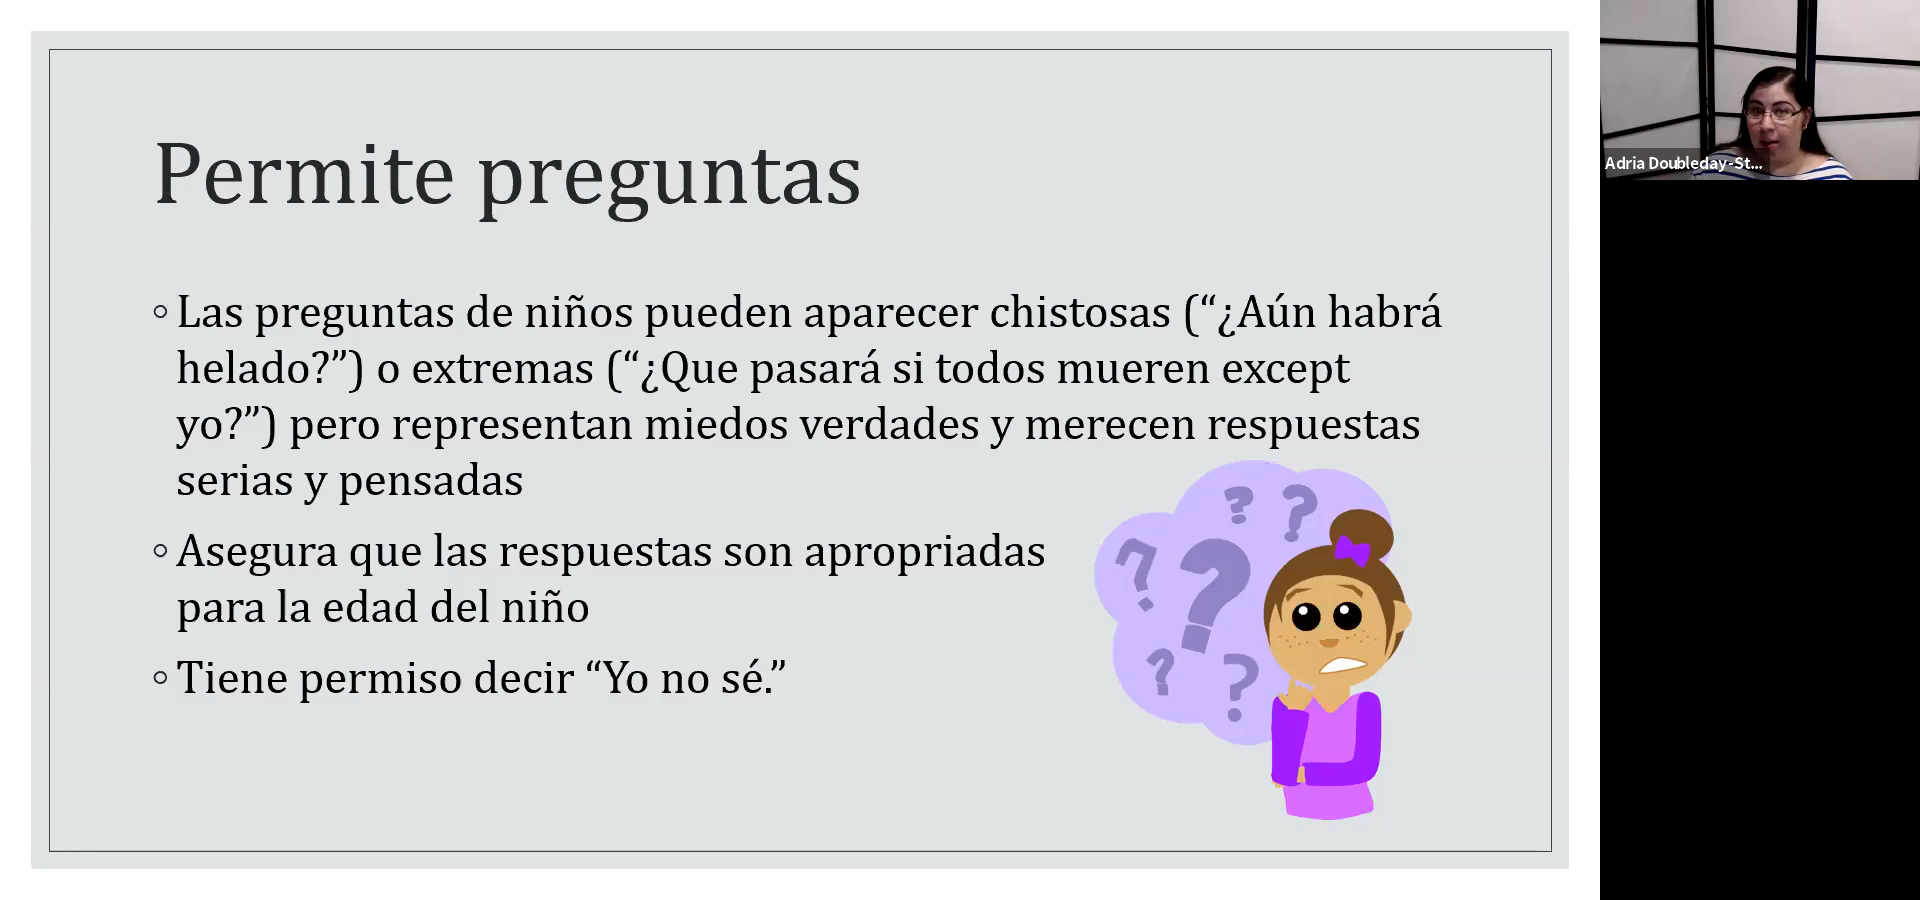 Permite preguntas
◦Las preguntas de niños pueden aparecer chistosas (“¿Aún habrá
helado?”) o extremas (“¿Que pasará si todos mueren except
yo?”) pero representan miedos verdades y merecen respuestas
serias y pensadas
◦Asegura que las respuestas son apropiadas
para la edad del niño
◦Tiene permiso decir “Yo no sé.”
? ? ? ? ? ?
Adria Doubleday-St...